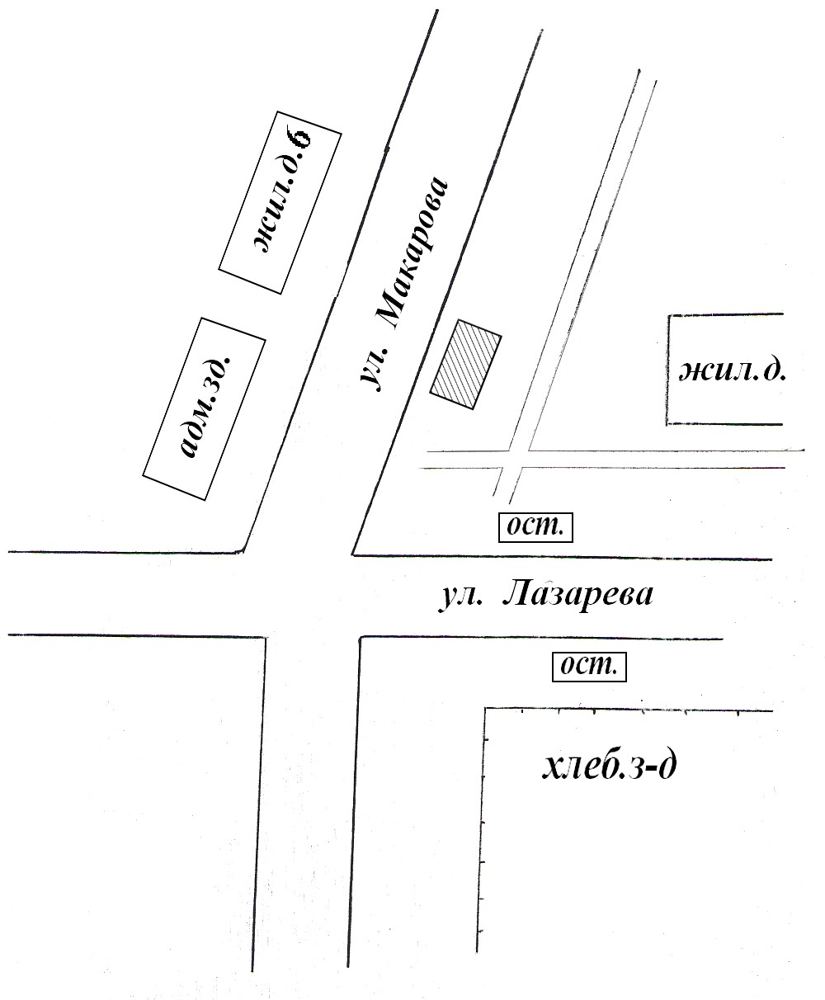 жил.д.6
ул. Макарова
адм.зд.
жил.д.
ост.
ул. Лазарева
ост.
хлеб.з-д